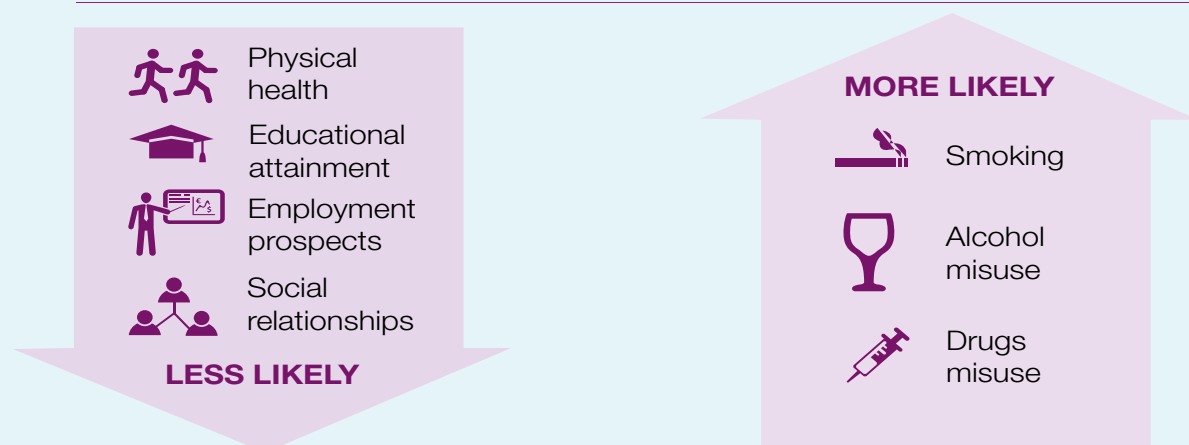 Physical
health
Educational
attainment
Employment
prospects
Social
relationships
LESS LIKELY
MORE LIKELY
Smoking
Alcohol
misuse
Drugs
misuse